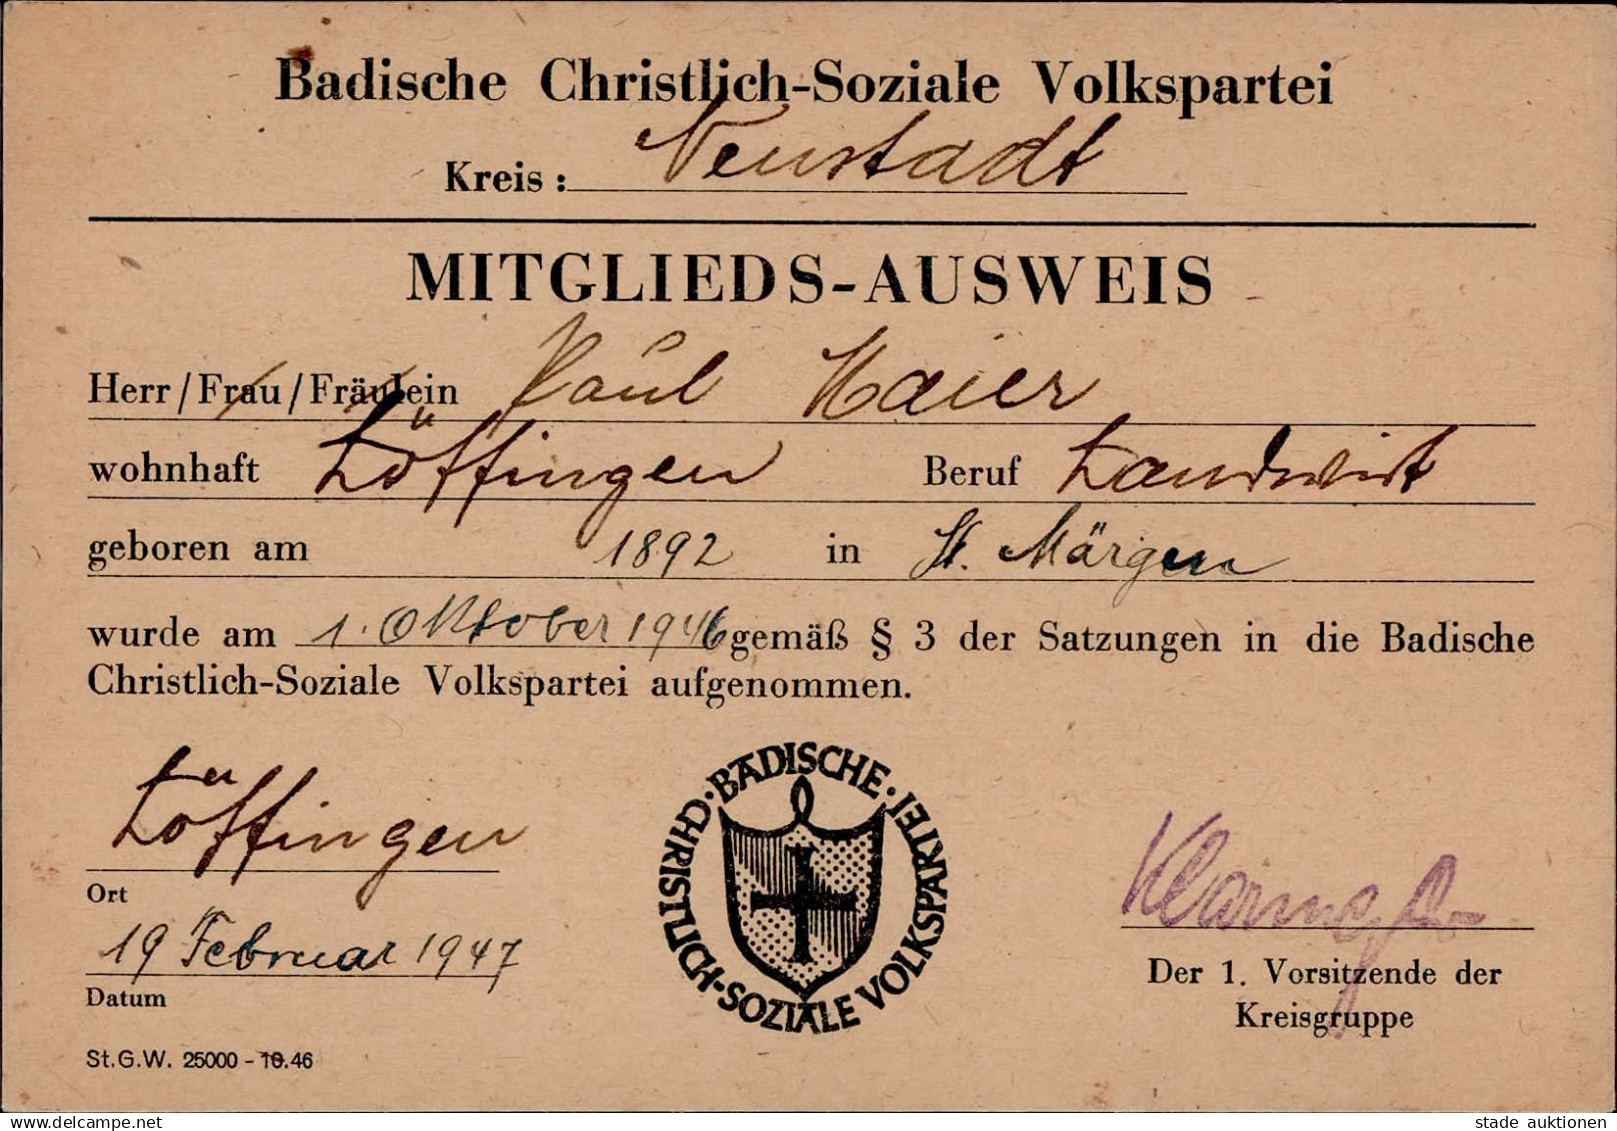 Badische Christlich-Soziale Volkspartei
Kreis: Neustadt
MITGLIEDS-AUSWEIS
Herr/Frau/Fräulein Paul Maier
wohnhaft Löffingen Beruf Landwirt
geboren am 1892 in St. Märgen
wurde am 1. Oktober 1946 gemäß § 3 der Satzungen in die Badische
Christlich-Soziale Volkspartei aufgenommen.
Löffingen
Ort
19 Februar 1947
Datum
· BADISCHE · CHRISTLICH-SOZIALE VOLKSPARTEI
Der 1. Vorsitzende der
Kreisgruppe
St.G.W. 25000 - 10.46
delcampe.net
stade auktionen